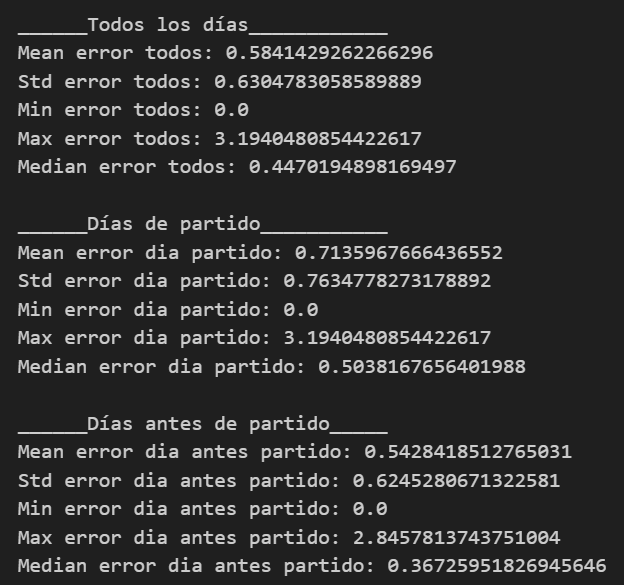 ______Todos los días____________
Mean error todos: 0.5841429262266296
Std error todos: 0.6304783058589889
Min error todos: 0.0
Max error todos: 3.1940480854422617
Median error todos: 0.4470194898169497
______Días de partido___________
Mean error dia partido: 0.7135967666436552
Std error dia partido: 0.7634778273178892
Min error dia partido: 0.0
Max error dia partido: 3.1940480854422617
Median error dia partido: 0.5038167656401988
______Días antes de partido_____
Mean error dia antes partido: 0.5428418512765031
Std error dia antes partido: 0.6245280671322581
Min error dia antes partido: 0.0
Max error dia antes partido: 2.8457813743751004
Median error dia antes partido: 0.36725951826945646